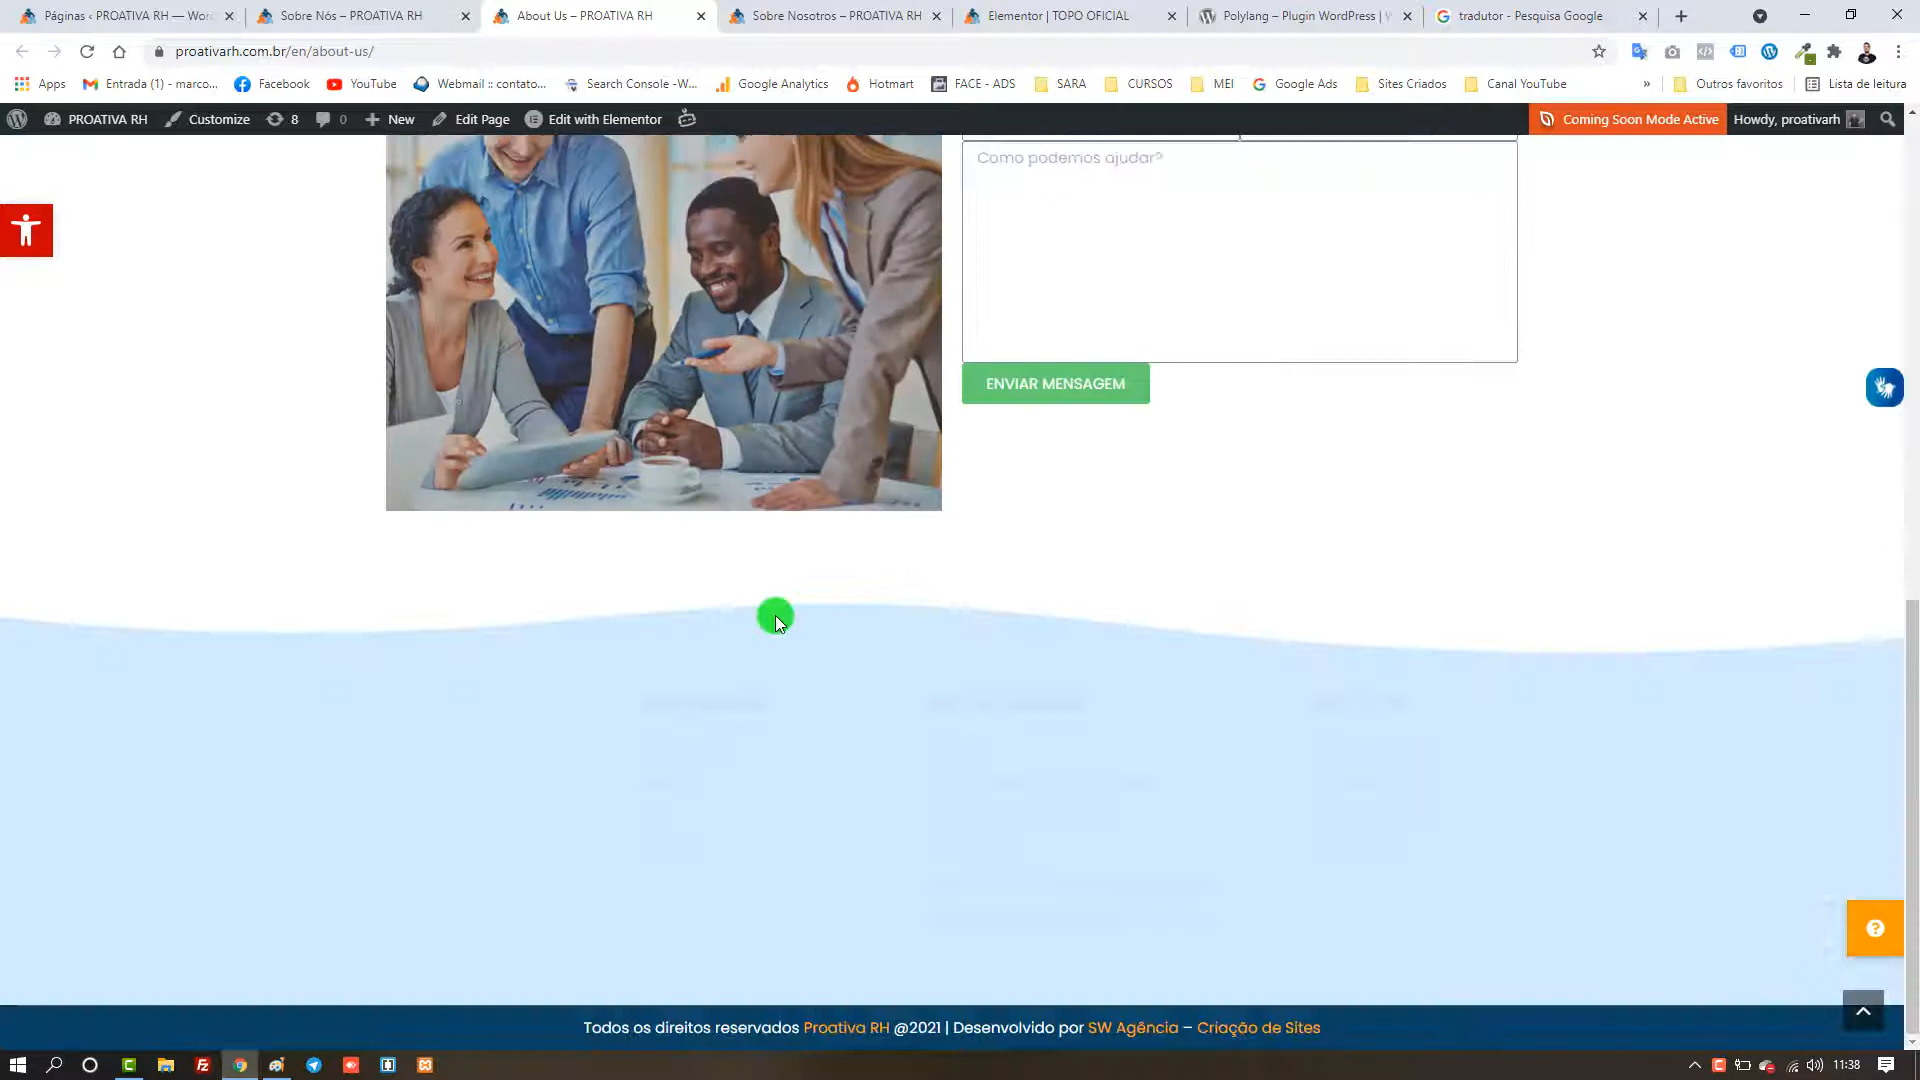 Páginas ‹ PROATIVA RH — Wor
Sobre Nós – PROATIVA RH
About Us – PROATIVA RH
Sobre Nosotros – PROATIVA RH
Elementor | TOPO OFICIAL
Polylang – Plugin WordPress | W
tradutor - Pesquisa Google
proativarh.com.br/en/about-us/
Apps
Entrada (1) - marco...
Facebook
YouTube
Webmail :: contato...
Search Console -W...
Google Analytics
Hotmart
FACE - ADS
SARA
CURSOS
MEI
Google Ads
Sites Criados
Canal YouTube
»
Outros favoritos
Lista de leitura
PROATIVA RH
Customize
8
0
New
Edit Page
Edit with Elementor
Coming Soon Mode Active
Howdy, proativarh
Como podemos ajudar?
ENVIAR MENSAGEM
Todos os direitos reservados Proativa RH @2021 | Desenvolvido por SW Agência – Criação de Sites
11:38